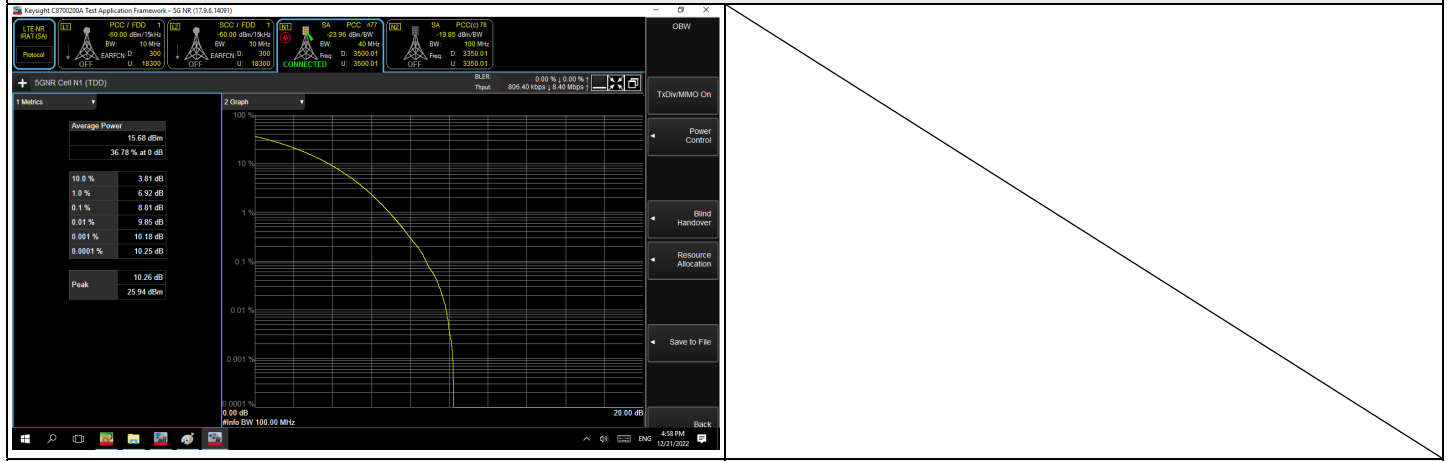 Keysight C8700200A Test Application Framework – 5G NR (17.9.6.14091)
LTE-NR
IRAT (SA)
Protocol
L1 PCC / FDD 1
-60.00 dBm/15kHz
BW: 10 MHz
EARFCN: D: 300
OFF U: 18300
L2 SCC / FDD 1
-60.00 dBm/15kHz
BW: 10 MHz
EARFCN: D: 300
OFF U: 18300
N1 SA PCC n77
-23.96 dBm/BW
BW: 40 MHz
Freq: D: 3500.01
CONNECTED U: 3500.01
N2 SA PCC(c) 78
-19.85 dBm/BW
BW: 100 MHz
Freq: D: 3350.01
OFF U: 3350.01
5GNR Cell N1 (TDD)
BLER: 0.00 % ↓ 0.00 % ↑
Thput: 806.40 kbps ↓ 8.40 Mbps ↑
1 Metrics
Average Power
15.68 dBm
36.78 % at 0 dB
10.0 % 3.81 dB
1.0 % 6.92 dB
0.1 % 8.81 dB
0.01 % 9.85 dB
0.001 % 10.18 dB
0.0001 % 10.25 dB
Peak 10.26 dB
25.94 dBm
2 Graph
100 %
10 %
1 %
0.1 %
0.01 %
0.001 %
0.0001 %
0.00 dB 20.00 dB
#Info BW 100.00 MHz
OBW
TxDiv/MIMO On
Power
Control
Blind
Handover
Resource
Allocation
Save to File
Back
ENG
4:58 PM
12/21/2022